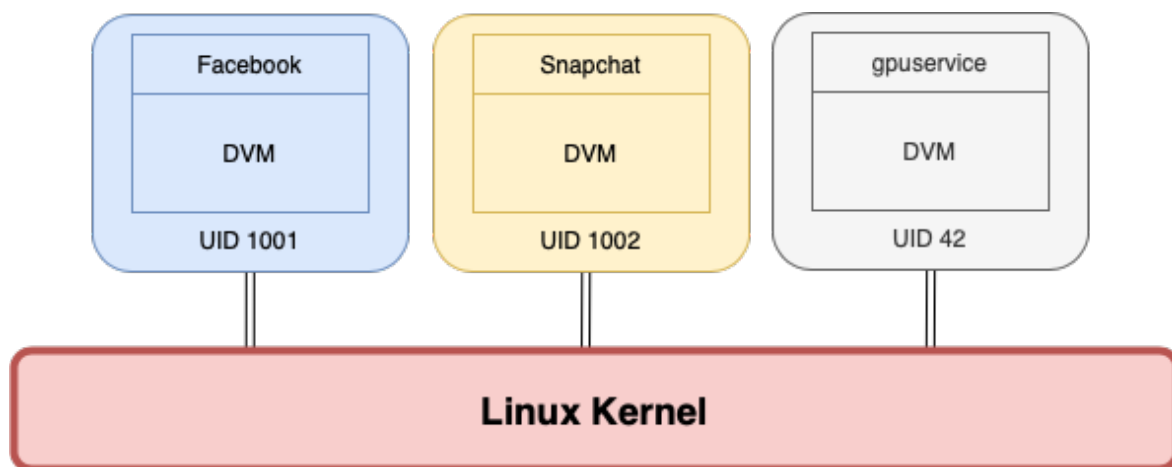 Facebook
DVM
UID 1001
Snapchat
DVM
UID 1002
gpuservice
DVM
UID 42
Linux Kernel